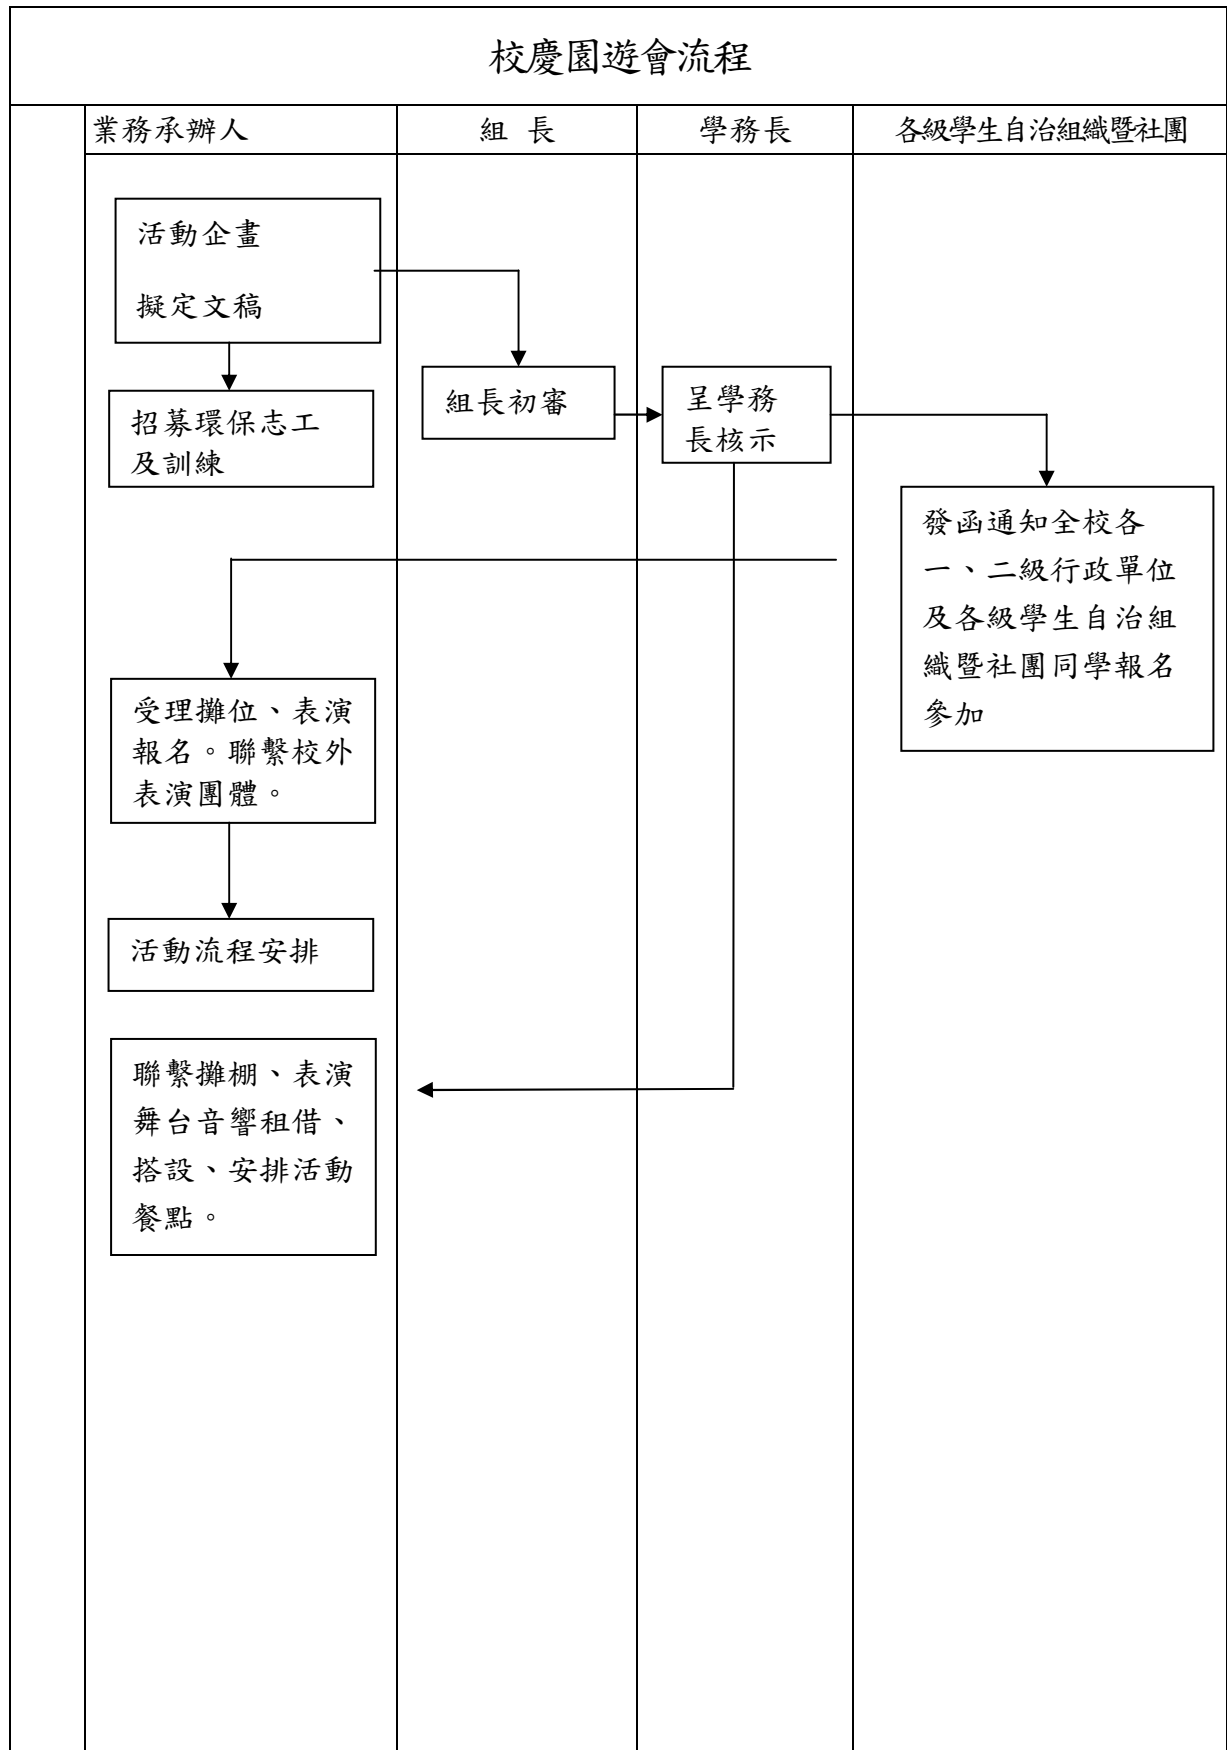 校慶園遊會流程
業務承辦人
組 長
學務長
各級學生自治組織暨社團
活動企畫
擬定文稿
招募環保志工
及訓練
組長初審
呈學務
長核示
發函通知全校各
一、二級行政單位
及各級學生自治組
織暨社團同學報名
參加
受理攤位、表演
報名。聯繫校外
表演團體。
活動流程安排
聯繫攤棚、表演
舞台音響租借、
搭設、安排活動
餐點。